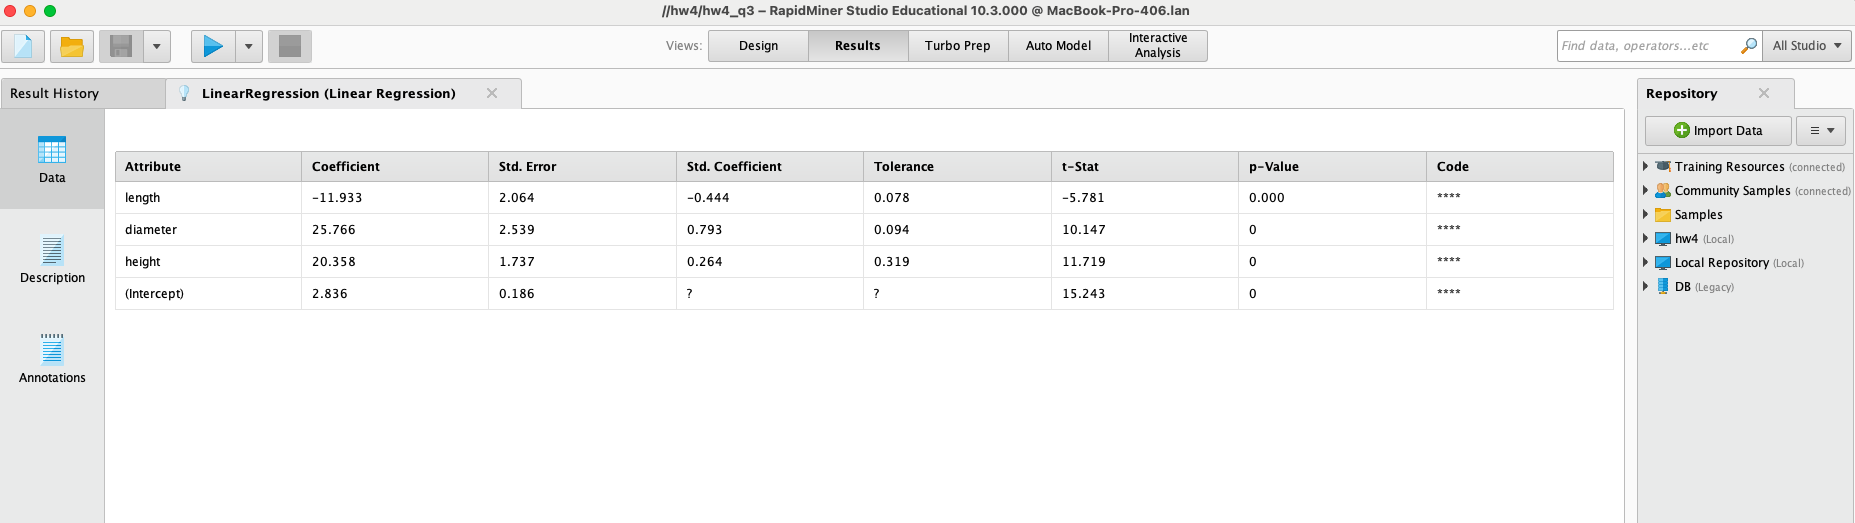 //hw4/hw4_q3 – RapidMiner Studio Educational 10.3.000 @ MacBook-Pro-406.lan
Views: Design Results Turbo Prep Auto Model Interactive Analysis
Find data, operators...etc All Studio
Result History LinearRegression (Linear Regression)
Repository
Import Data
Data
Description
Annotations
Attribute Coefficient Std. Error Std. Coefficient Tolerance t-Stat p-Value Code
length -11.933 2.064 -0.444 0.078 -5.781 0.000 ****
diameter 25.766 2.539 0.793 0.094 10.147 0 ****
height 20.358 1.737 0.264 0.319 11.719 0 ****
(Intercept) 2.836 0.186 ? ? 15.243 0 ****
Training Resources (connected)
Community Samples (connected)
Samples
hw4 (Local)
Local Repository (Local)
DB (Legacy)